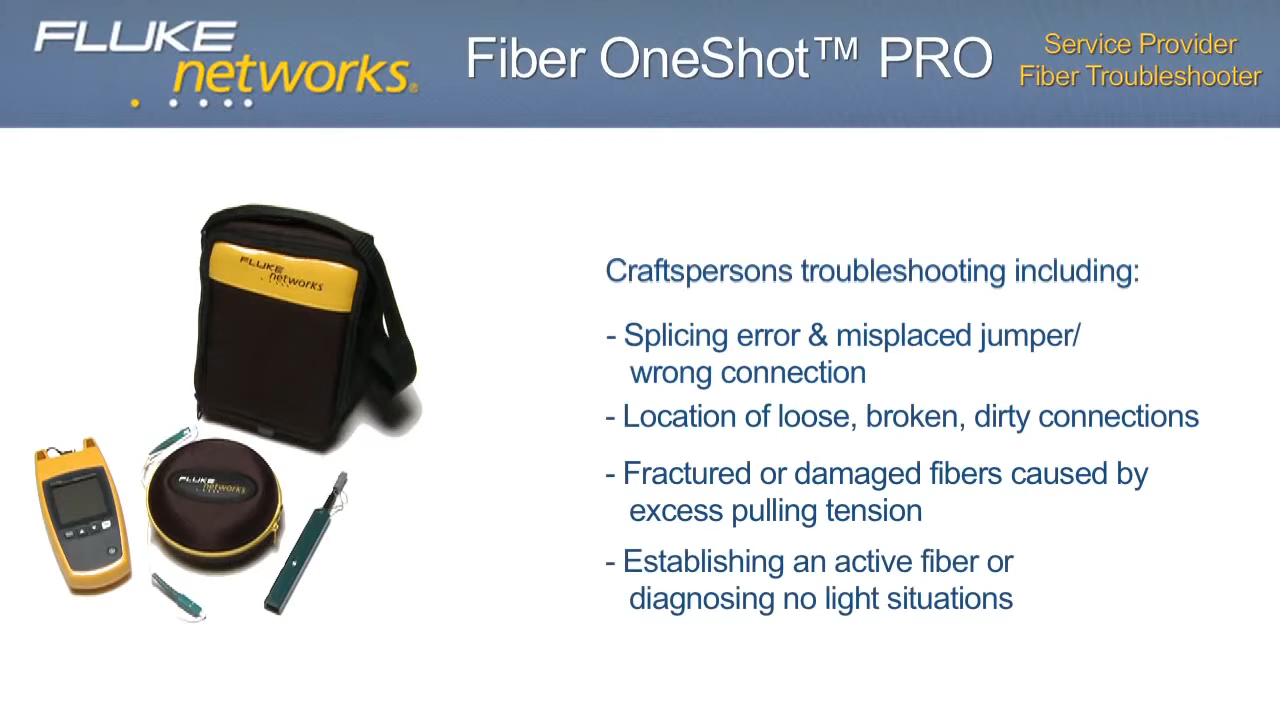 FLUKE
networks®
Fiber OneShot™ PRO
Service Provider
Fiber Troubleshooter
FLUKE
networks
FLUKE
networks
Craftspersons troubleshooting including:
- Splicing error & misplaced jumper/
wrong connection
- Location of loose, broken, dirty connections
- Fractured or damaged fibers caused by
excess pulling tension
- Establishing an active fiber or
diagnosing no light situations